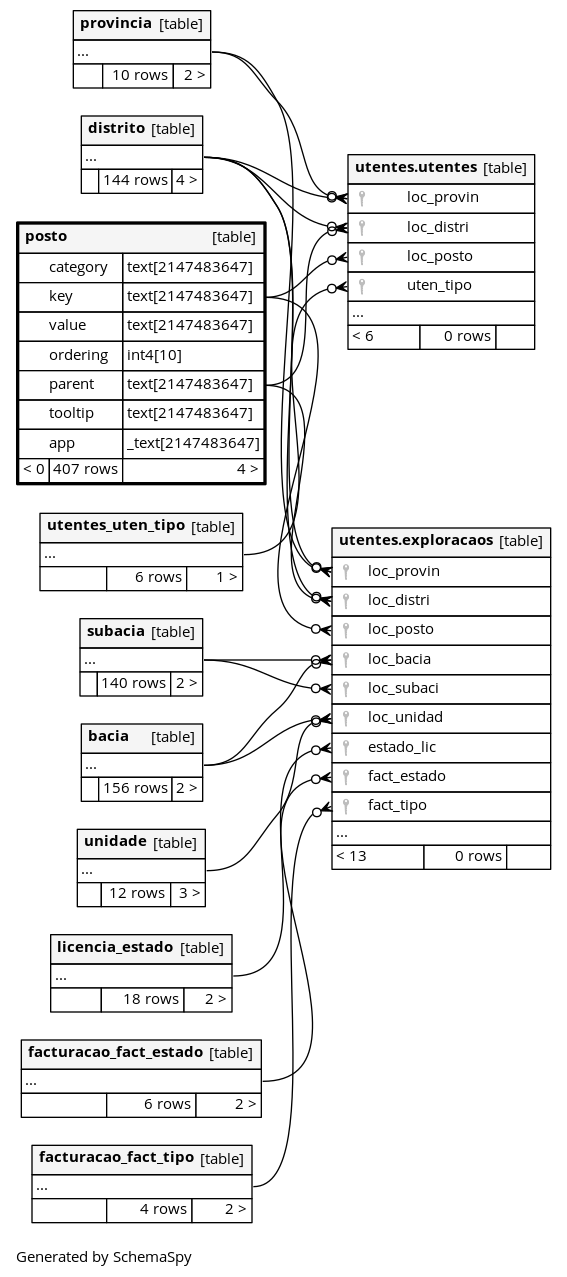 provincia [table]
...
10 rows 2 >
distrito [table]
...
144 rows 4 >
posto [table]
category text[2147483647]
key text[2147483647]
value text[2147483647]
ordering int4[10]
parent text[2147483647]
tooltip text[2147483647]
app _text[2147483647]
< 0 407 rows 4 >
utentes_uten_tipo [table]
...
6 rows 1 >
subacia [table]
...
140 rows 2 >
bacia [table]
...
156 rows 2 >
unidade [table]
...
12 rows 3 >
licencia_estado [table]
...
18 rows 2 >
facturacao_fact_estado [table]
...
6 rows 2 >
facturacao_fact_tipo [table]
...
4 rows 2 >
utentes.utentes [table]
loc_provin
loc_distri
loc_posto
uten_tipo
...
< 6 0 rows
utentes.exploracaos [table]
loc_provin
loc_distri
loc_posto
loc_bacia
loc_subaci
loc_unidad
estado_lic
fact_estado
fact_tipo
...
< 13 0 rows
Generated by SchemaSpy